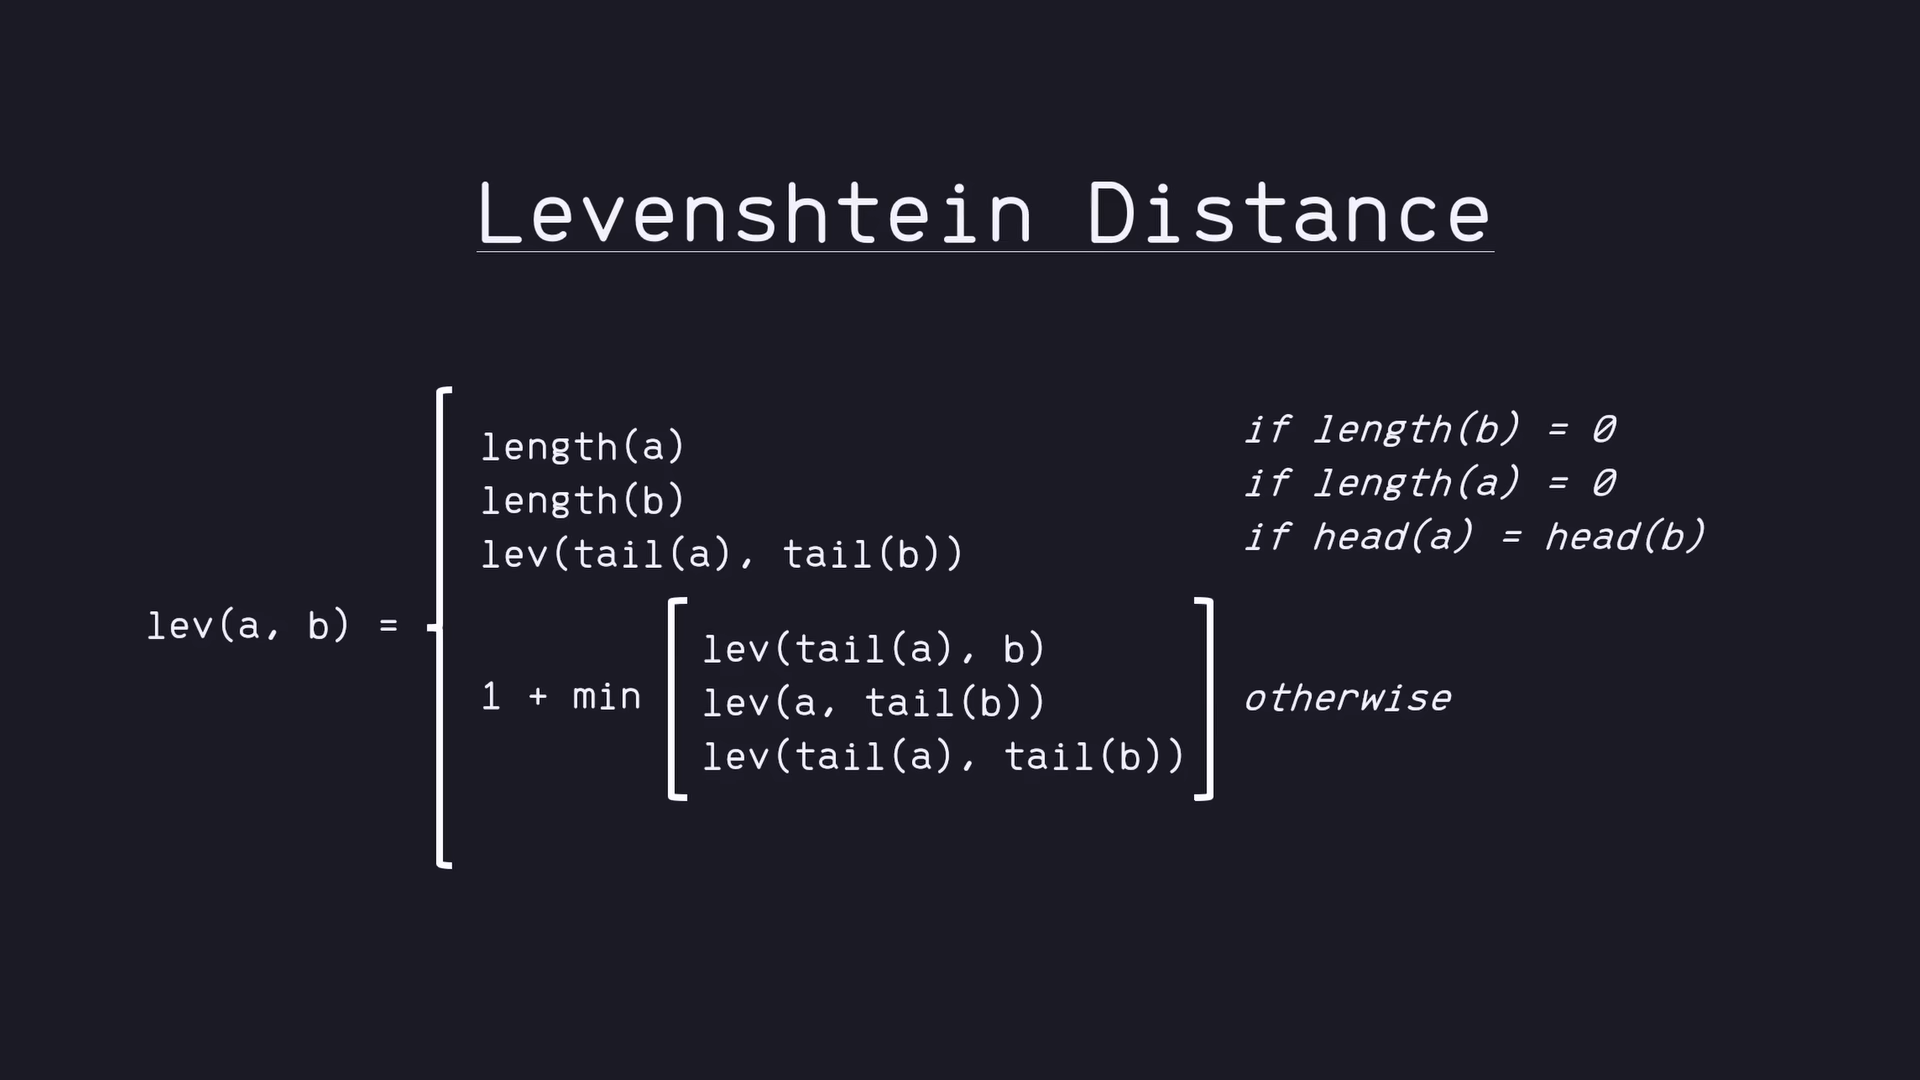 Levenshtein Distance
length(a) if length(b) = 0
length(b) if length(a) = 0
lev(tail(a), tail(b)) if head(a) = head(b)
lev(a, b) =
lev(tail(a), b)
1 + min lev(a, tail(b)) otherwise
lev(tail(a), tail(b))